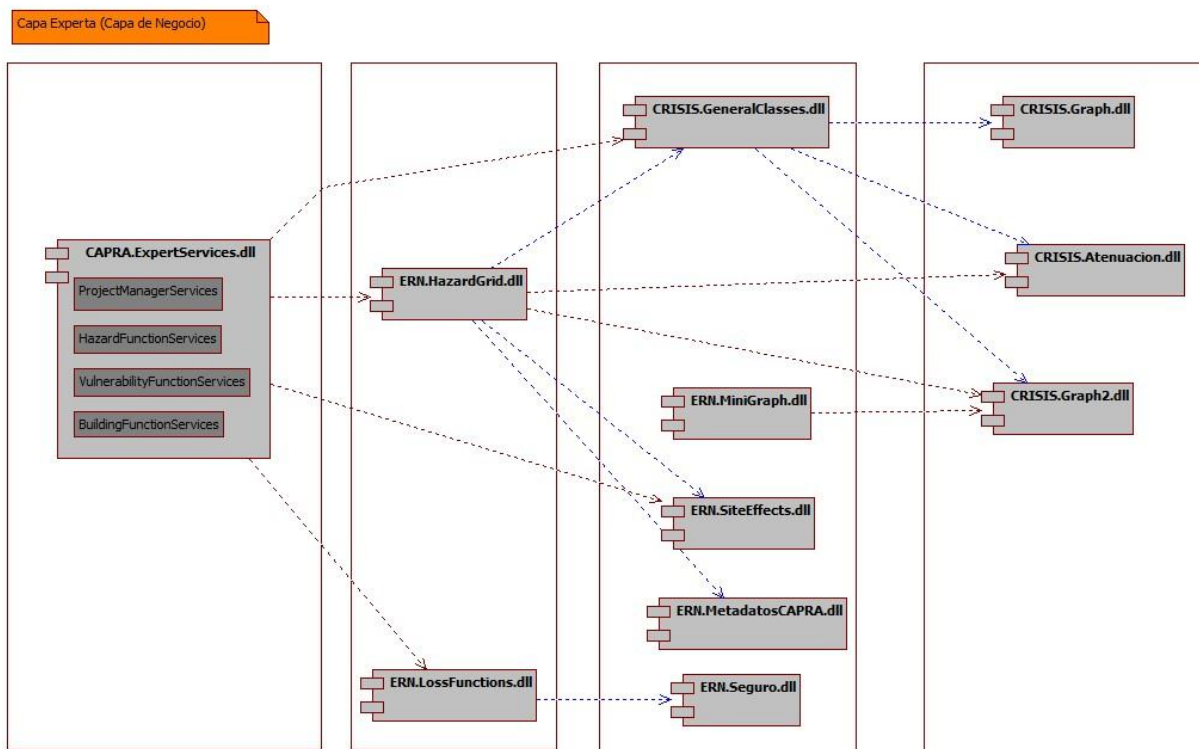 Capa Experta (Capa de Negocio)
CAPRA.ExpertServices.dll
ProjectManagerServices
HazardFunctionServices
VulnerabilityFunctionServices
BuildingFunctionServices
ERN.HazardGrid.dll
ERN.LossFunctions.dll
CRISIS.GeneralClasses.dll
ERN.MiniGraph.dll
ERN.SiteEffects.dll
ERN.MetadatosCAPRA.dll
ERN.Seguro.dll
CRISIS.Graph.dll
CRISIS.Atenuacion.dll
CRISIS.Graph2.dll